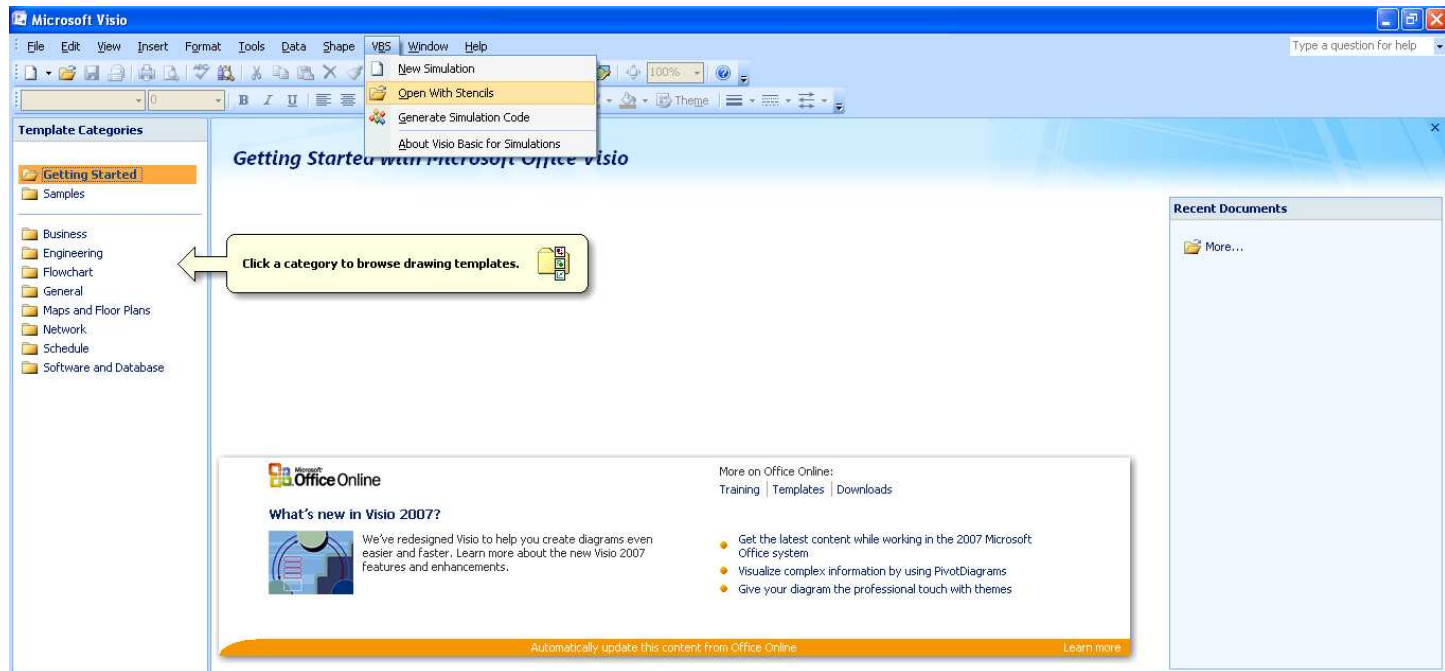 Microsoft Visio
File Edit View Insert Format Tools Data Shape VBS Window Help
Type a question for help
New Simulation
100%
Open With Stencils
0
B I U
Theme
Generate Simulation Code
About Visio Basic for Simulations
Template Categories
Getting Started with Microsoft Office Visio
Getting Started
Samples
Business
Engineering
Flowchart
General
Maps and Floor Plans
Network
Schedule
Software and Database
Click a category to browse drawing templates.
Recent Documents
More...
Microsoft
Office Online
What's new in Visio 2007?
We've redesigned Visio to help you create diagrams even
easier and faster. Learn more about the new Visio 2007
features and enhancements.
More on Office Online:
Training | Templates | Downloads
Get the latest content while working in the 2007 Microsoft
Office system
Visualize complex information by using PivotDiagrams
Give your diagram the professional touch with themes
Automatically update this content from Office Online
Learn more